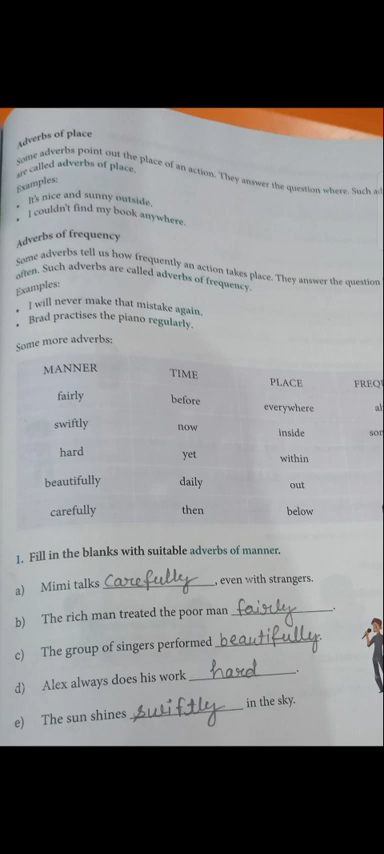 Adverbs of place
Some adverbs point out the place of an action. They answer the question where. Such
are called adverbs of place.
Examples:
• It's nice and sunny outside.
• I couldn't find my book anywhere.
Adverbs of frequency
Some adverbs tell us how frequently an action takes place. They answer the question
often. Such adverbs are called adverbs of frequency.
Examples:
• I will never make that mistake again.
• Brad practises the piano regularly.
Some more adverbs:
MANNER TIME PLACE
fairly before everywhere
swiftly now inside
hard yet within
beautifully daily out
carefully then below
1. Fill in the blanks with suitable adverbs of manner.
a) Mimi talks carefully, even with strangers.
b) The rich man treated the poor man fairly.
c) The group of singers performed beautifully.
d) Alex always does his work hard.
e) The sun shines swiftly in the sky.